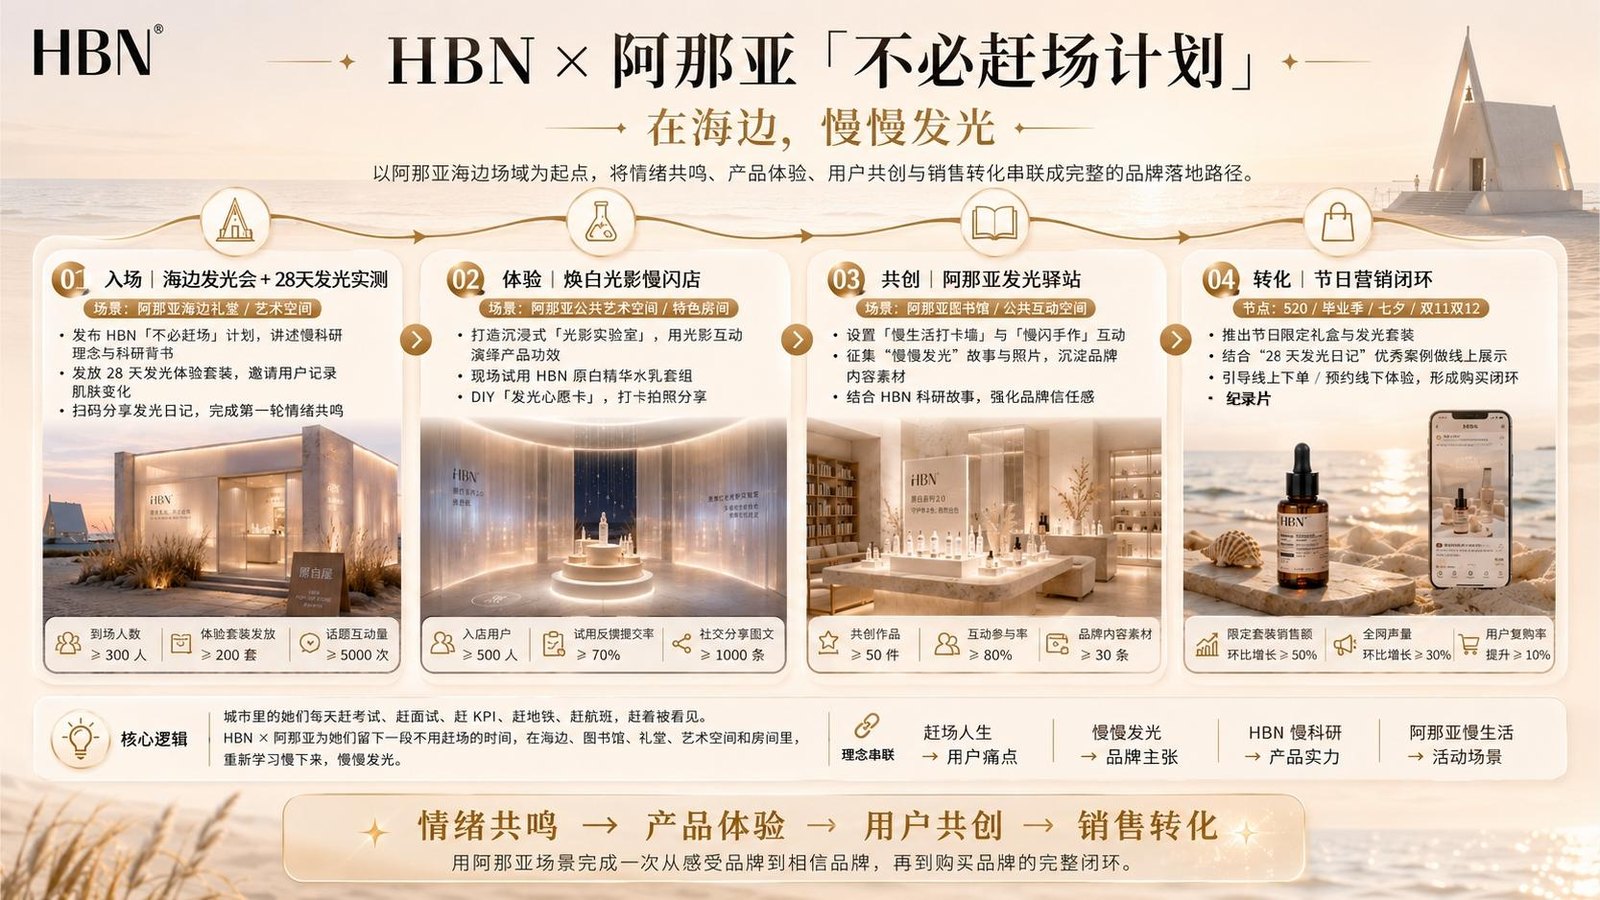 HBN®
HBN × 阿那亚「不必赶场计划」
在海边，慢慢发光
以阿那亚海边场域为起点，将情绪共鸣、产品体验、用户共创与销售转化串联成完整的品牌落地路径。
01 入场｜海边发光会 + 28天发光实测
场景：阿那亚海边礼堂 / 艺术空间
• 发布 HBN「不必赶场」计划，讲述慢科研
理念与科研背书
• 发放 28 天发光体验套装，邀请用户记录
肌肤变化
• 扫码分享发光日记，完成第一轮情绪共鸣
HBN
到场人数
≥ 300 人
体验套装发放
≥ 200 套
话题互动量
≥ 5000 次
02 体验｜焕白光影慢闪店
场景：阿那亚公共艺术空间 / 特色房间
• 打造沉浸式「光影实验室」，用光影互动
演绎产品功效
• 现场试用 HBN 原白精华水乳套组
• DIY「发光心愿卡」，打卡拍照分享
HBN
入店用户
≥ 500 人
试用反馈提交率
≥ 70%
社交分享图文
≥ 1000 条
03 共创｜阿那亚发光驿站
场景：阿那亚图书馆 / 公共互动空间
• 设置「慢生活打卡墙」与「慢闪手作」互动
• 征集“慢慢发光”故事与照片，沉淀品牌
内容素材
• 结合 HBN 科研故事，强化品牌信任感
HBN
共创作品
≥ 50 件
互动参与率
≥ 80%
品牌内容素材
≥ 30 条
04 转化｜节日营销闭环
节点：520 / 毕业季 / 七夕 / 双11双12
• 推出节日限定礼盒与发光套装
• 结合“28 天发光日记”优秀案例做线上展示
• 引导线上下单 / 预约线下体验，形成购买闭环
• 纪录片
HBN
限定套装销售额
环比增长 ≥ 50%
全网声量
环比增长 ≥ 30%
用户复购率
提升 ≥ 10%
核心逻辑
城市里的她们每天赶考试、赶面试、赶 KPI、赶地铁、赶航班，赶着被看见。
HBN × 阿那亚为她们留下一段不用赶场的时间，在海边、图书馆、礼堂、艺术空间和房间里，
重新学习慢下来，慢慢发光。
理念串联
赶场人生
→ 用户痛点
慢慢发光
→ 品牌主张
HBN 慢科研
→ 产品实力
阿那亚慢生活
→ 活动场景
情绪共鸣 → 产品体验 → 用户共创 → 销售转化
用阿那亚场景完成一次从感受品牌到相信品牌，再到购买品牌的完整闭环。